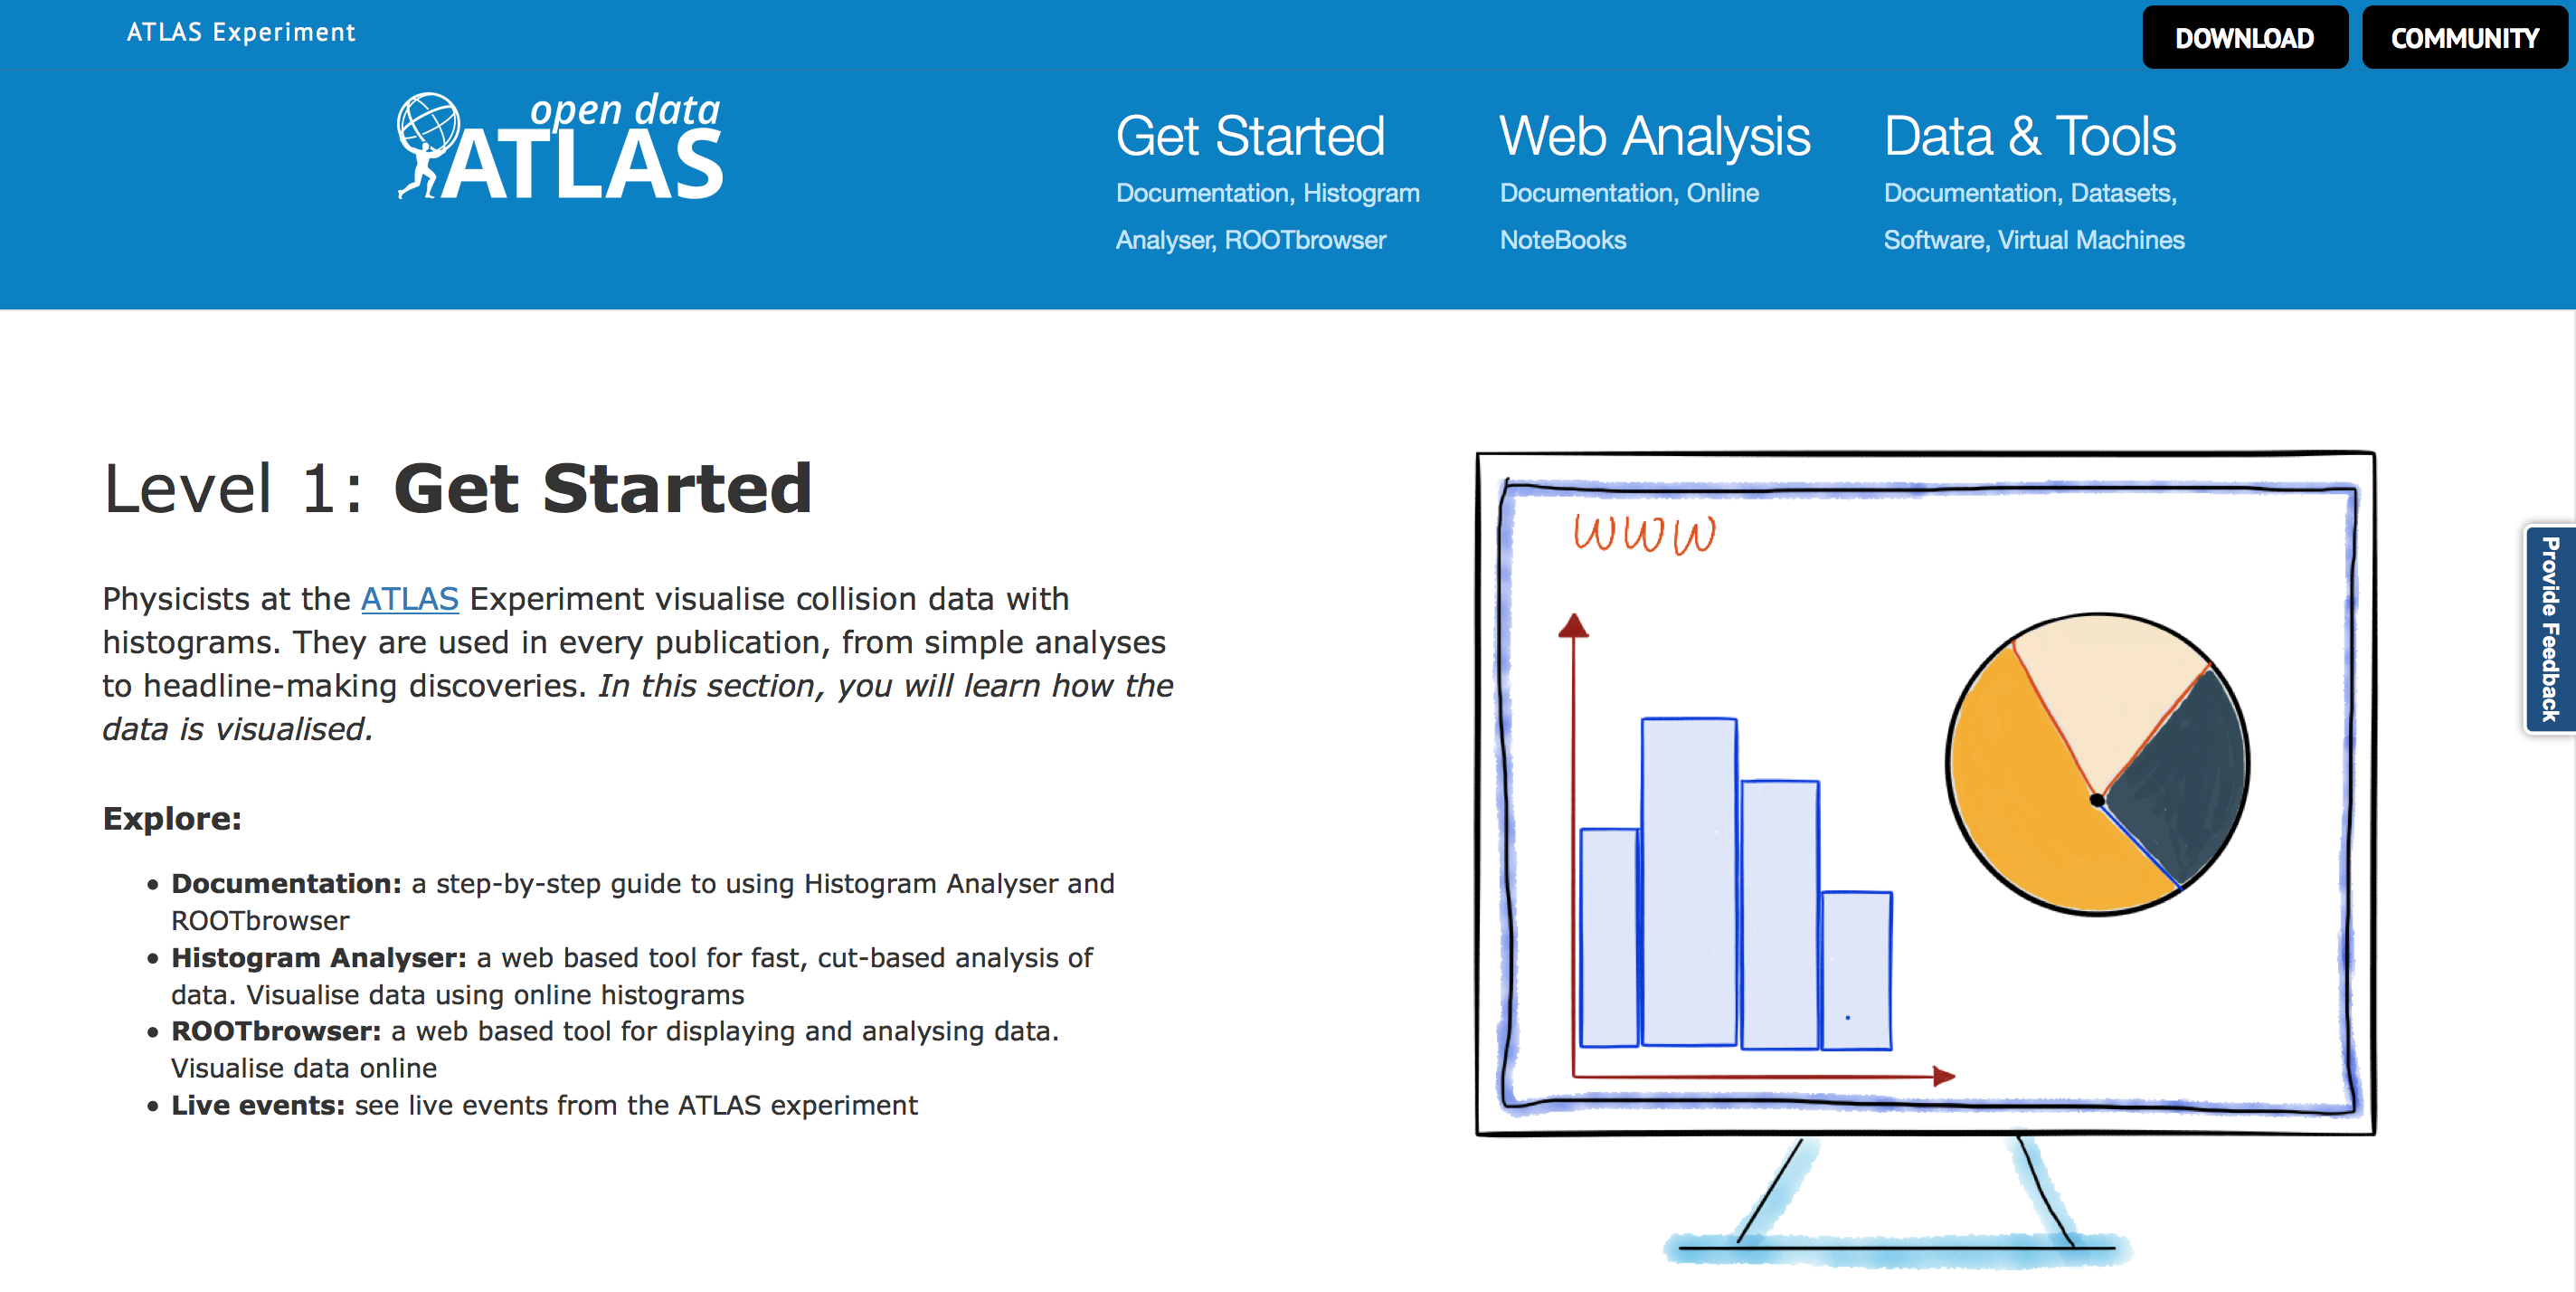 ATLAS Experiment
DOWNLOAD
COMMUNITY
open data
ATLAS
Get Started
Documentation, Histogram
Analyser, ROOTbrowser
Web Analysis
Documentation, Online
NoteBooks
Data & Tools
Documentation, Datasets,
Software, Virtual Machines
Level 1: Get Started
Physicists at the ATLAS Experiment visualise collision data with
histograms. They are used in every publication, from simple analyses
to headline-making discoveries. In this section, you will learn how the
data is visualised.
Explore:
• Documentation: a step-by-step guide to using Histogram Analyser and
ROOTbrowser
• Histogram Analyser: a web based tool for fast, cut-based analysis of
data. Visualise data using online histograms
• ROOTbrowser: a web based tool for displaying and analysing data.
Visualise data online
• Live events: see live events from the ATLAS experiment
www
Provide Feedback